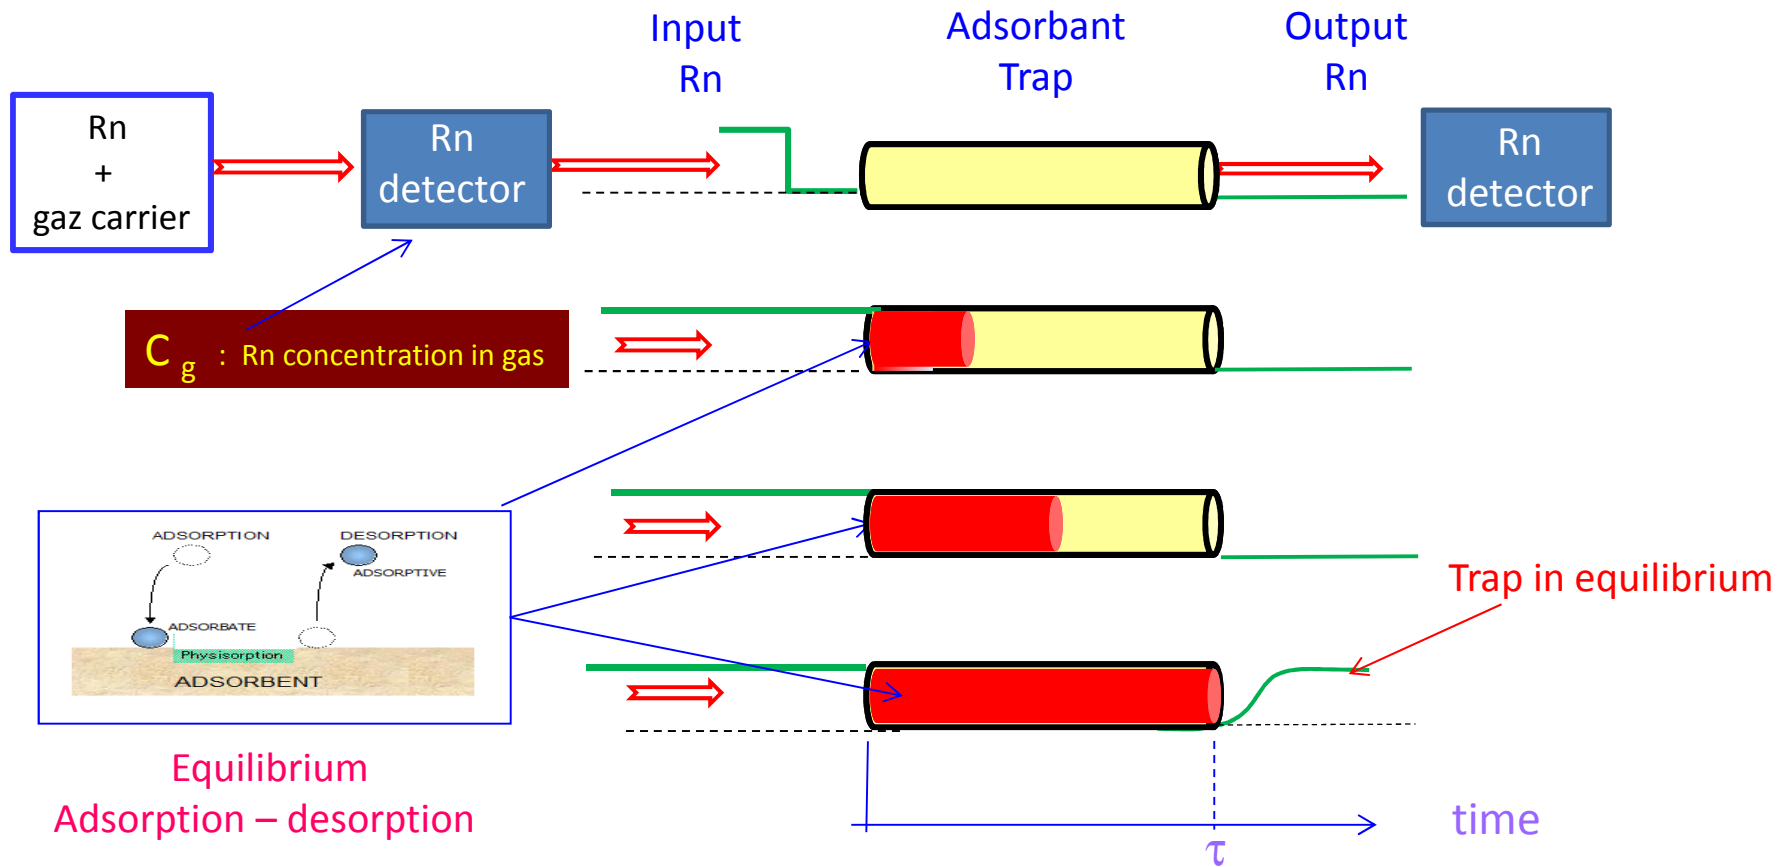 Input
Rn
Adsorbant
Trap
Output
Rn
Rn
+
gaz carrier
Rn
detector
Rn
detector
C g : Rn concentration in gas
ADSORPTION
DESORPTION
ADSORPTIVE
ADSORBATE
Physisorption
ADSORBENT
Trap in equilibrium
Equilibrium
Adsorption – desorption
time
τ